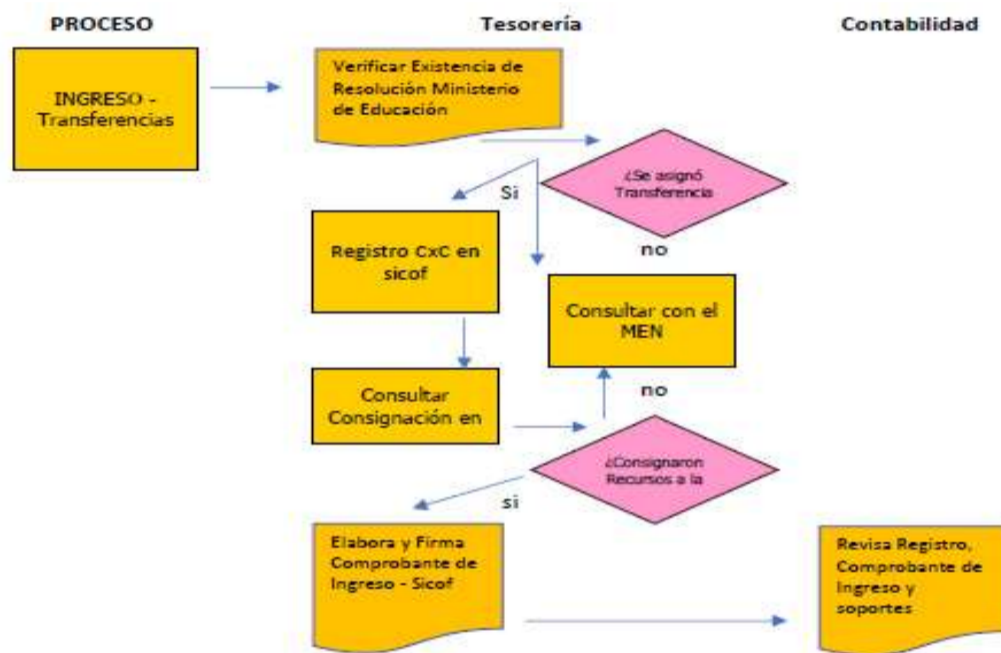 PROCESO
Tesorería
Contabilidad
INGRESO -
Transferencias
Verificar Existencia de
Resolución Ministerio
de Educación
¿Se asignó
Transferencia
Si
no
Registro CxC en
sicof
Consultar con el
MEN
Consultar
Consignación en
no
¿Consignaron
Recursos a la
si
Elabora y Firma
Comprobante de
Ingreso - Sicof
Revisa Registro,
Comprobante de
Ingreso y
soportes